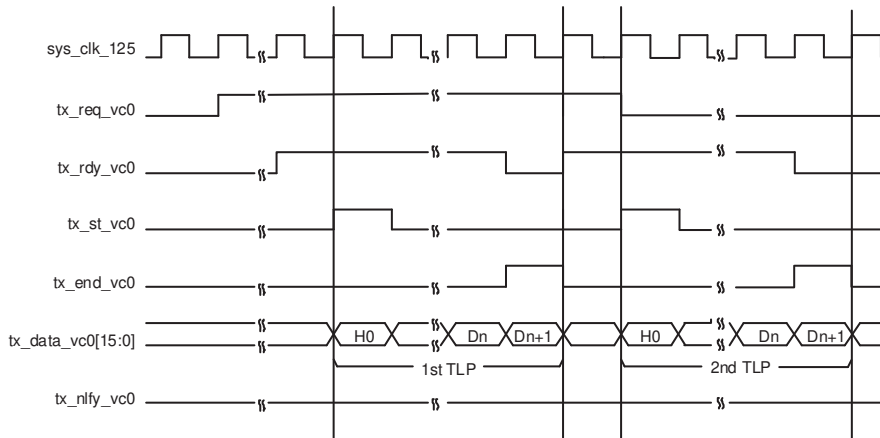 sys_clk_125
tx_req_vc0
tx_rdy_vc0
tx_st_vc0
tx_end_vc0
tx_data_vc0[15:0]
H0 Dn Dn+1 H0 Dn Dn+1
1st TLP 2nd TLP
tx_nlfy_vc0